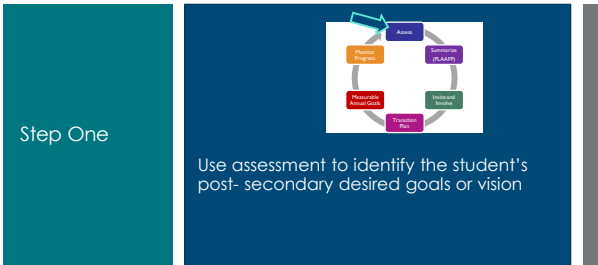 Step One
Assess
Summarize
(PLAAFP)
Invite and
Involve
Transition
Plan
Measurable
Annual Goals
Monitor
Progress
Use assessment to identify the student's
post- secondary desired goals or vision